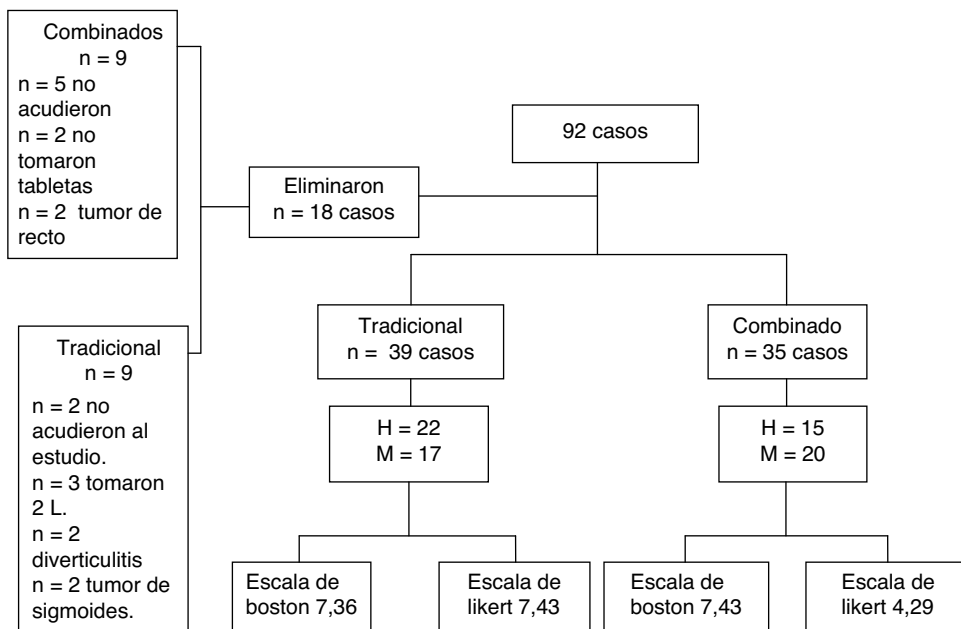 Combinados
n = 9
n = 5 no
acudieron
n = 2 no
tomaron
tabletas
n = 2 tumor de
recto
92 casos
Eliminaron
n = 18 casos
Tradicional
n = 9
n = 2 no
acudieron al
estudio.
n = 3 tomaron
2 L.
n = 2
diverticulitis
n = 2 tumor de
sigmoides.
Tradicional
n = 39 casos
Combinado
n = 35 casos
H = 22
M = 17
H = 15
M = 20
Escala de
boston 7,36
Escala de
likert 7,43
Escala de
boston 7,43
Escala de
likert 4,29